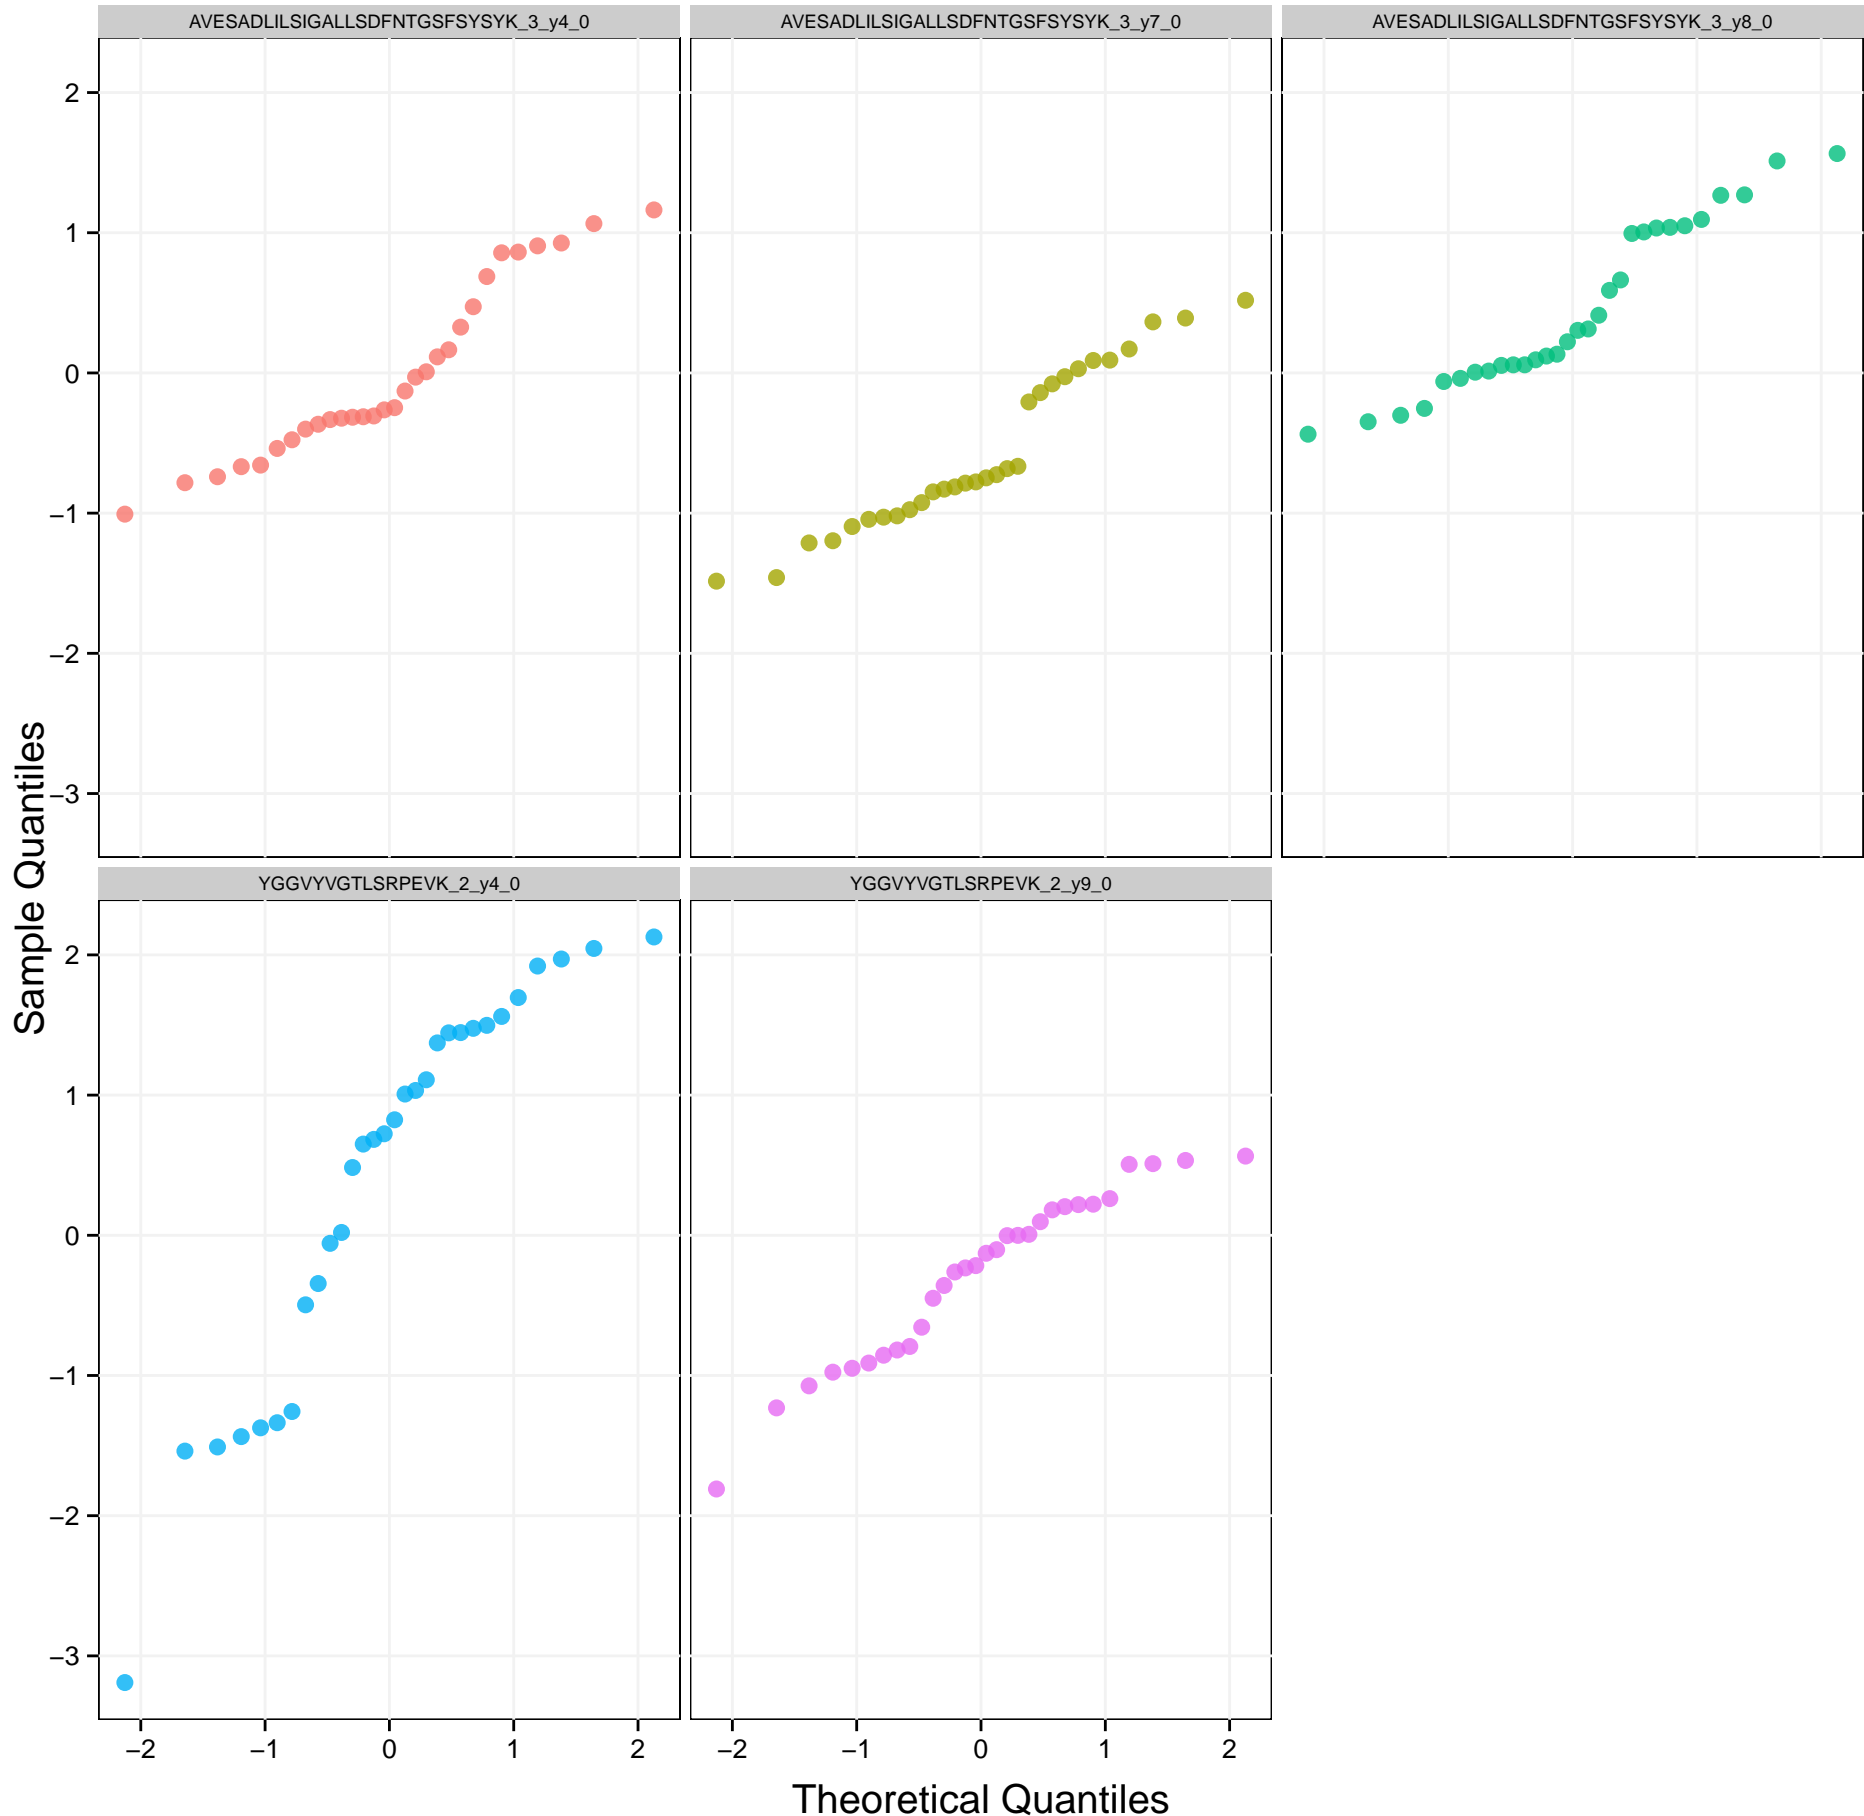 AVESADLILSIGALLSDFNTGSFSYSYK_3_y4_0
AVESADLILSIGALLSDFNTGSFSYSYK_3_y7_0
AVESADLILSIGALLSDFNTGSFSYSYK_3_y8_0
2
1
0
−1
−2
−3
Sample Quantiles
YGGVYVGTLSRPEVK_2_y4_0
YGGVYVGTLSRPEVK_2_y9_0
2
1
0
−1
−2
−3
−2 −1 0 1 2
−2 −1 0 1 2
Theoretical Quantiles